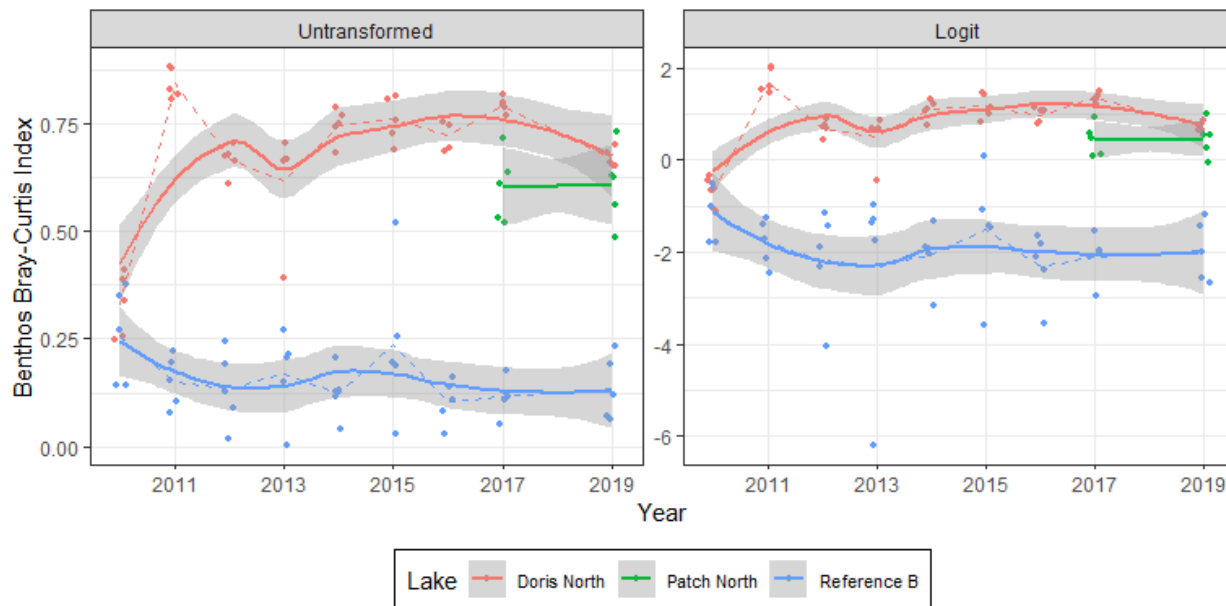 Untransformed
Logit
Benthos Bray-Curtis Index
0.75
0.50
0.25
0.00
2
0
-2
-4
-6
2011 2013 2015 2017 2019
2011 2013 2015 2017 2019
Year
Lake Doris North Patch North Reference B